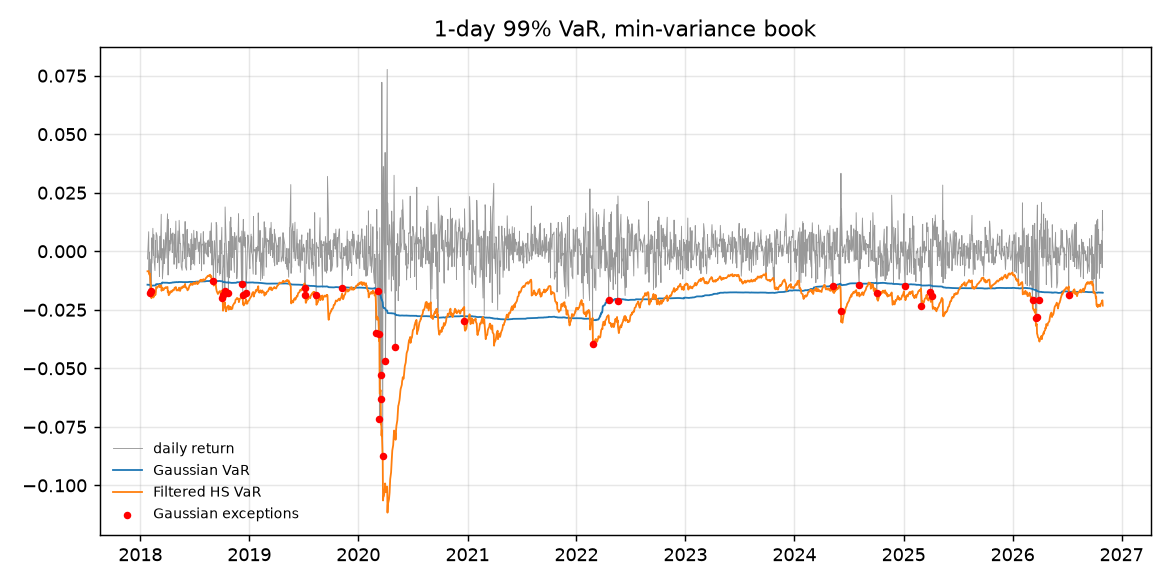 1-day 99% VaR, min-variance book
0.075
0.050
0.025
0.000
−0.025
−0.050
−0.075
−0.100
daily return
Gaussian VaR
Filtered HS VaR
Gaussian exceptions
2018 2019 2020 2021 2022 2023 2024 2025 2026 2027